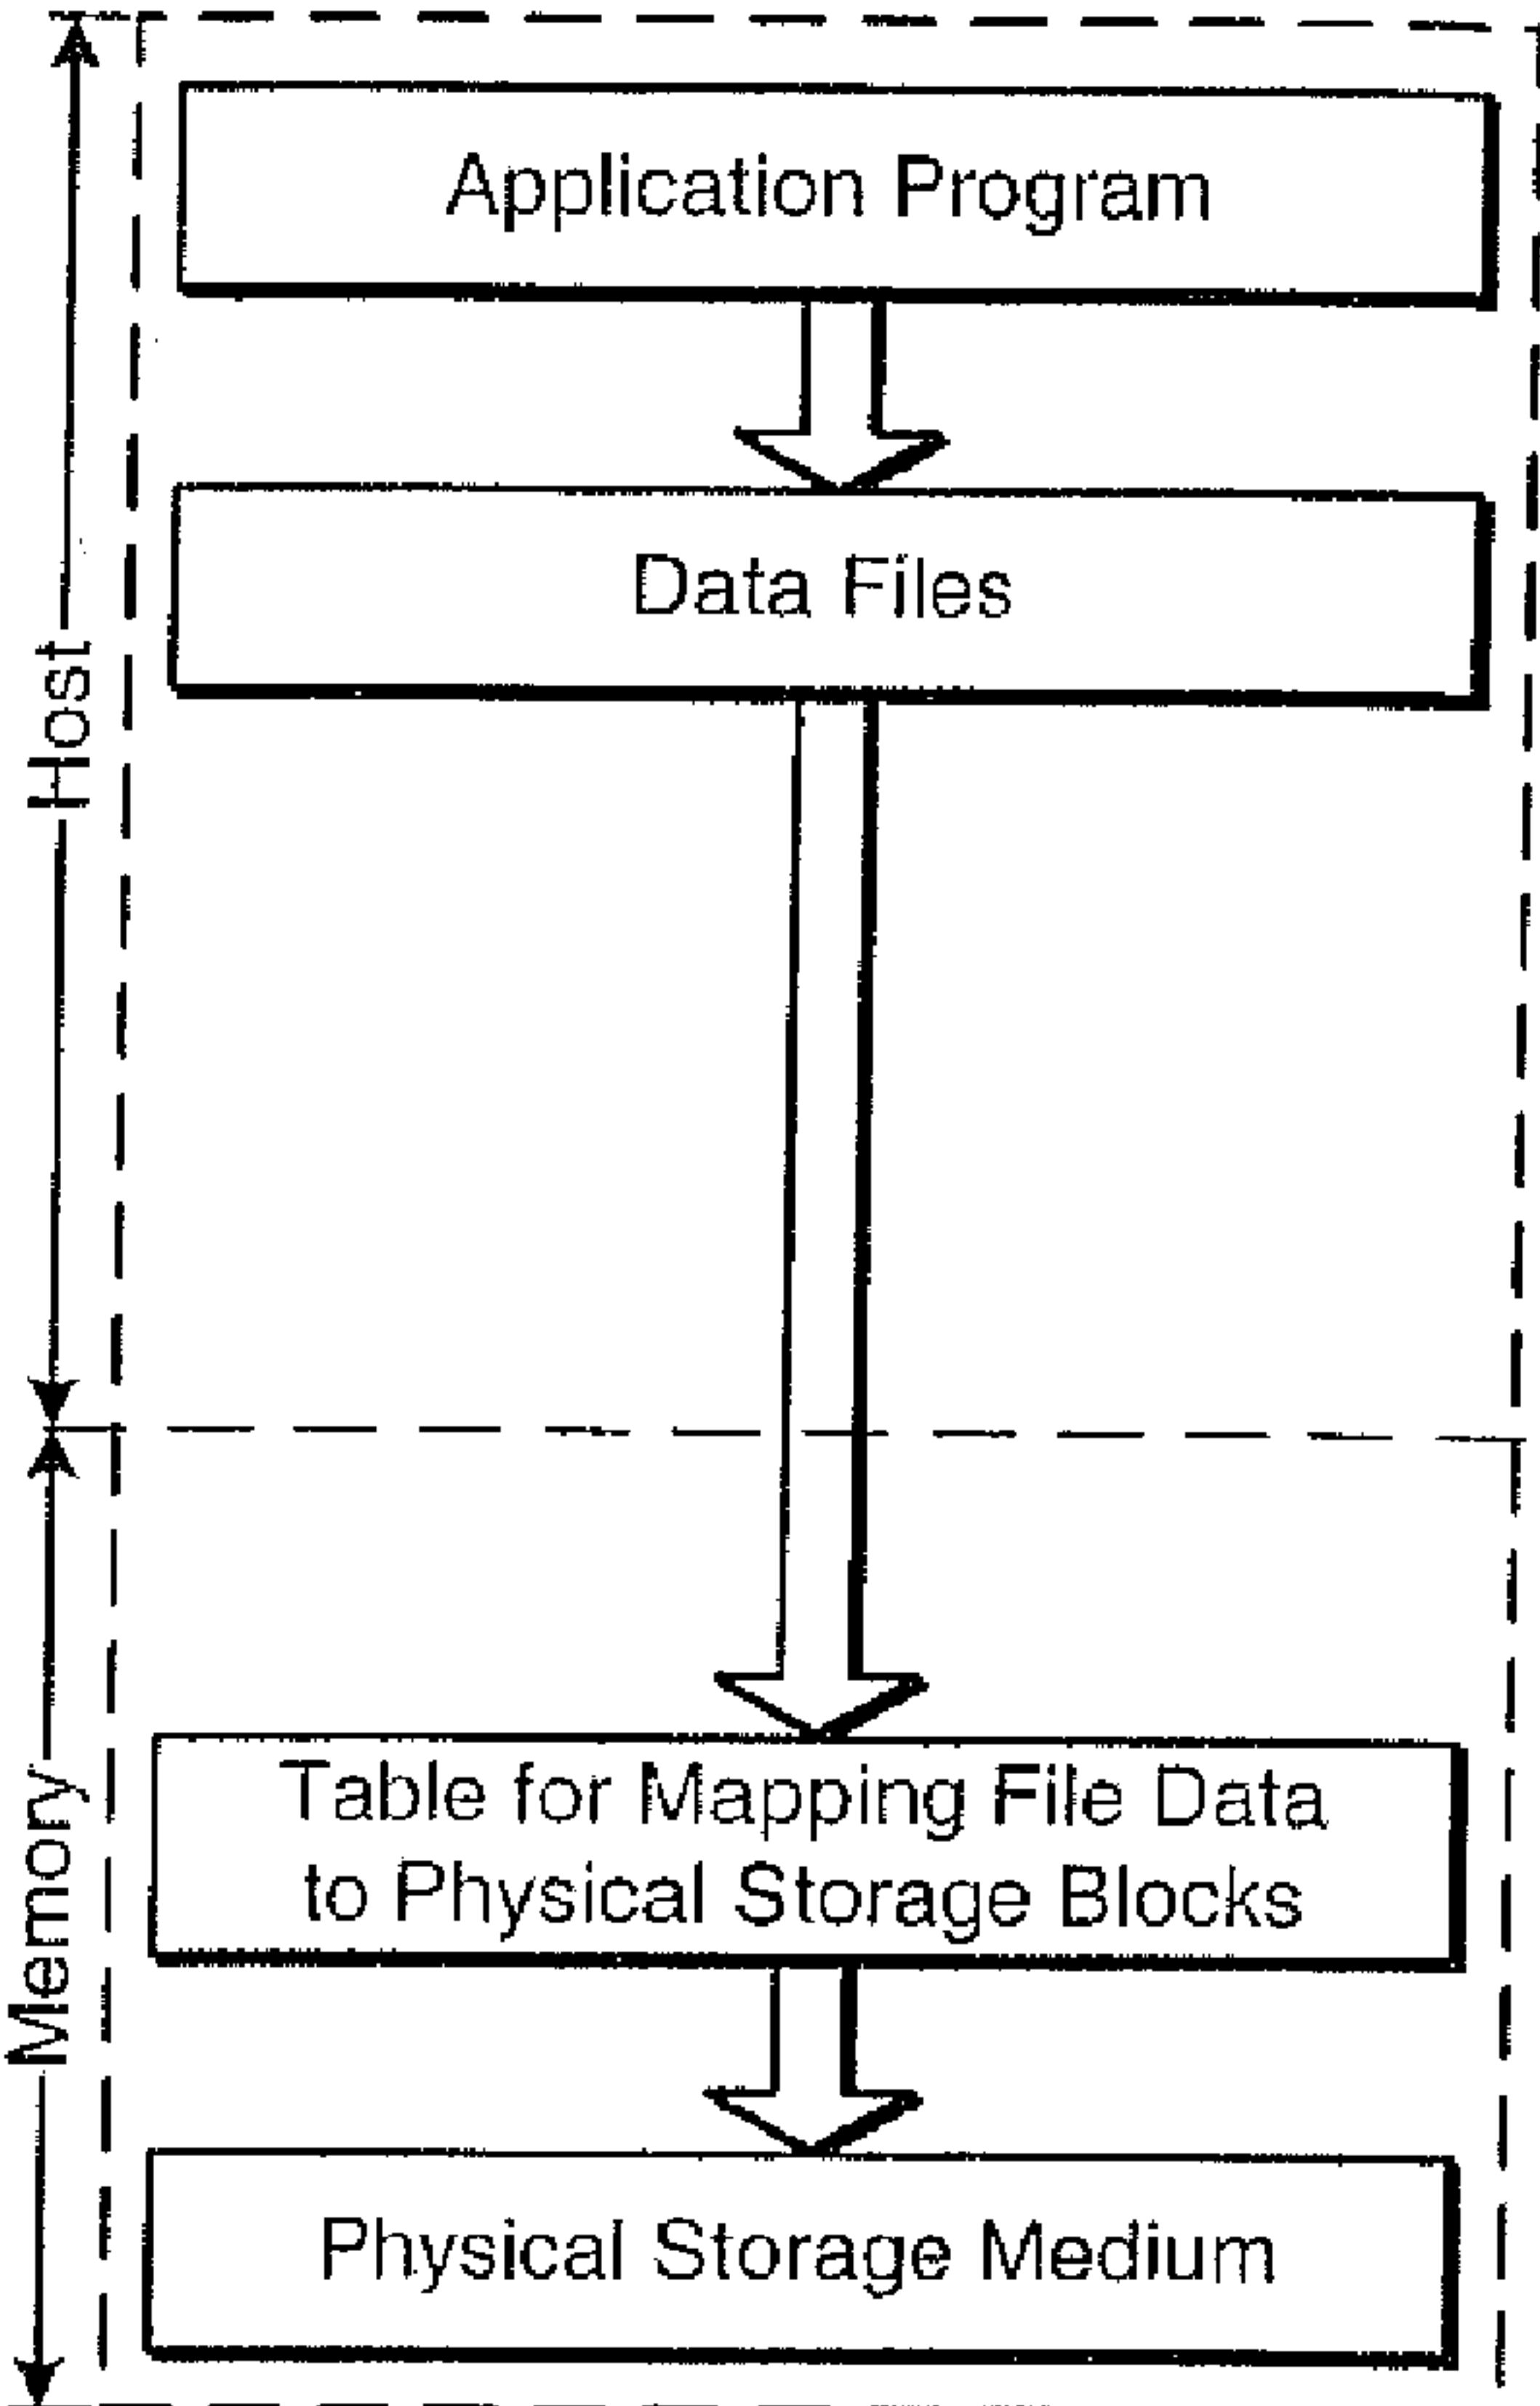 Application Program
Data Files
Host
Table for Mapping File Data
to Physical Storage Blocks
Memory
Physical Storage Medium